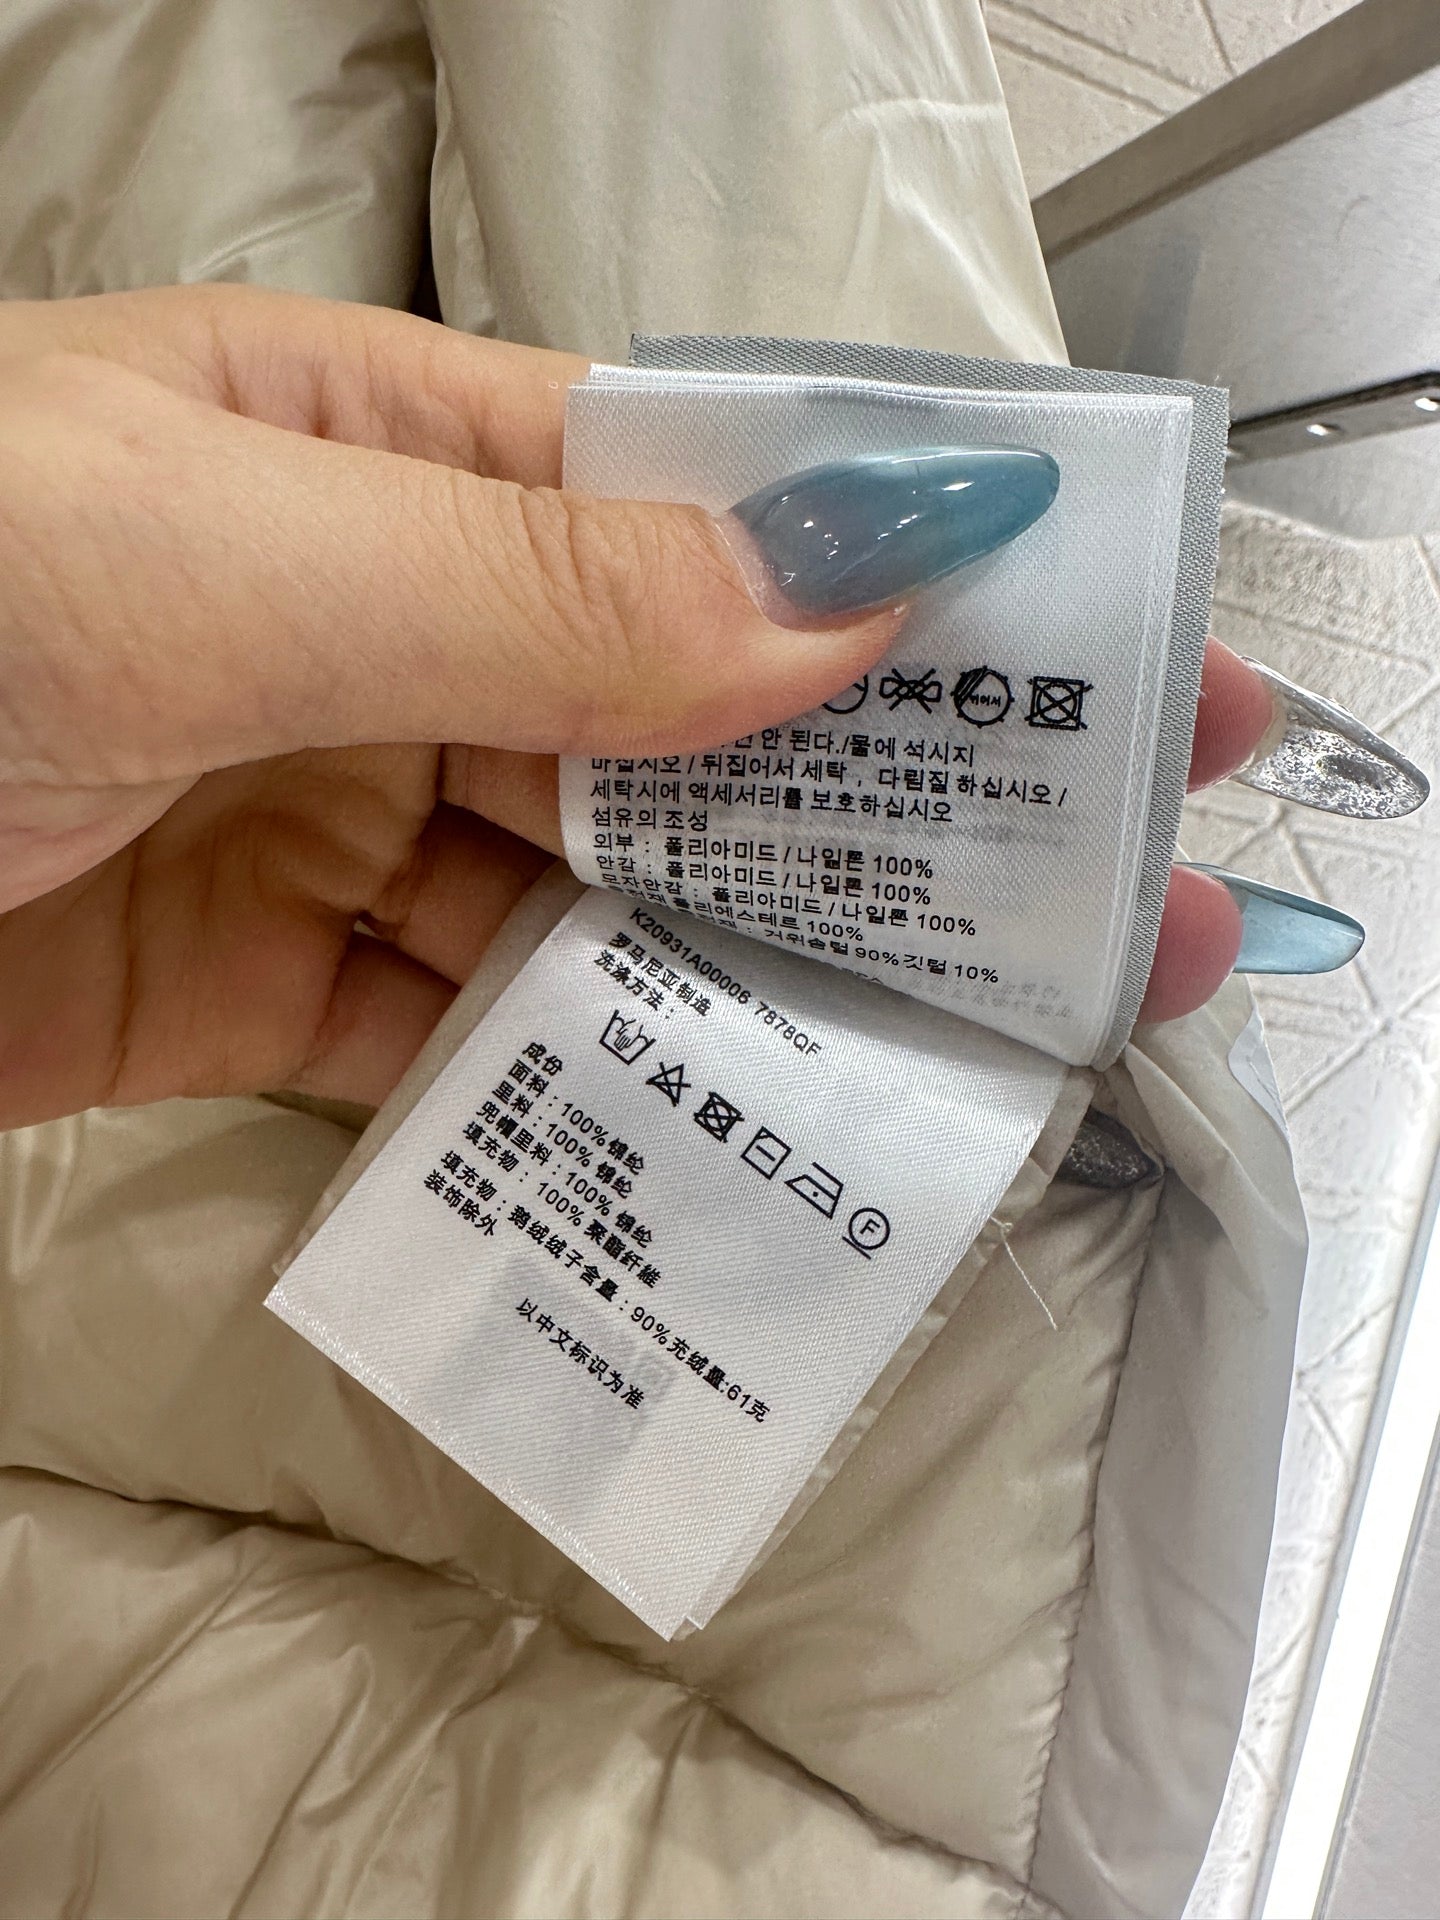 뒤어서
안 된다./물에 석시지
마십시오 / 뒤집어서 세탁 , 다림질 하십시오 /
세탁시에 액세서리를 보호하십시오
섬유의 조성
외부 : 폴리아미드 / 나일론 100%
안감 : 폴리아미드 / 나일론 100%
모자안감 : 폴리아미드 / 나일론 100%
폴리에스테르 100%
: 거위솜털 90% 깃털 10%
K20931A00006 7878QF
罗马尼亚制造
洗涤方法：
F
成份
面料：100% 锦纶
里料：100% 锦纶
兜帽里料：100% 锦纶
填充物：100% 聚酯纤維
填充物：鹅绒绒子含量：90%充绒量:61克
装饰除外
以中文标识为准